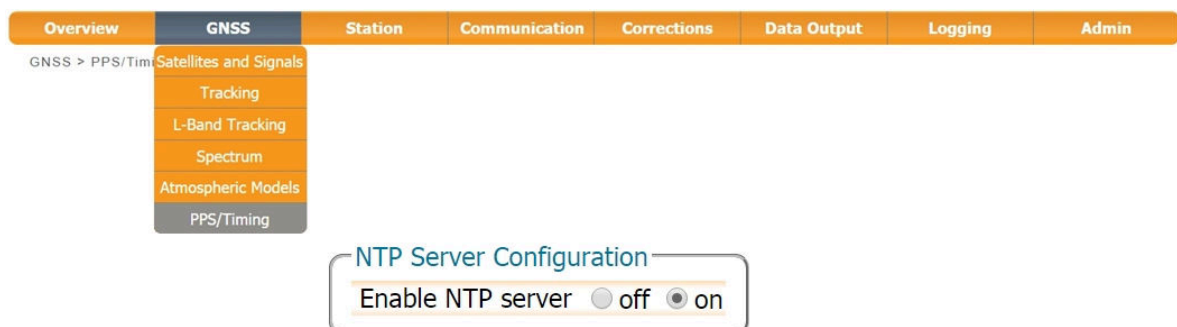 Overview GNSS Station Communication Corrections Data Output Logging Admin
GNSS > PPS/Timi
Satellites and Signals
Tracking
L-Band Tracking
Spectrum
Atmospheric Models
PPS/Timing
NTP Server Configuration
Enable NTP server off on